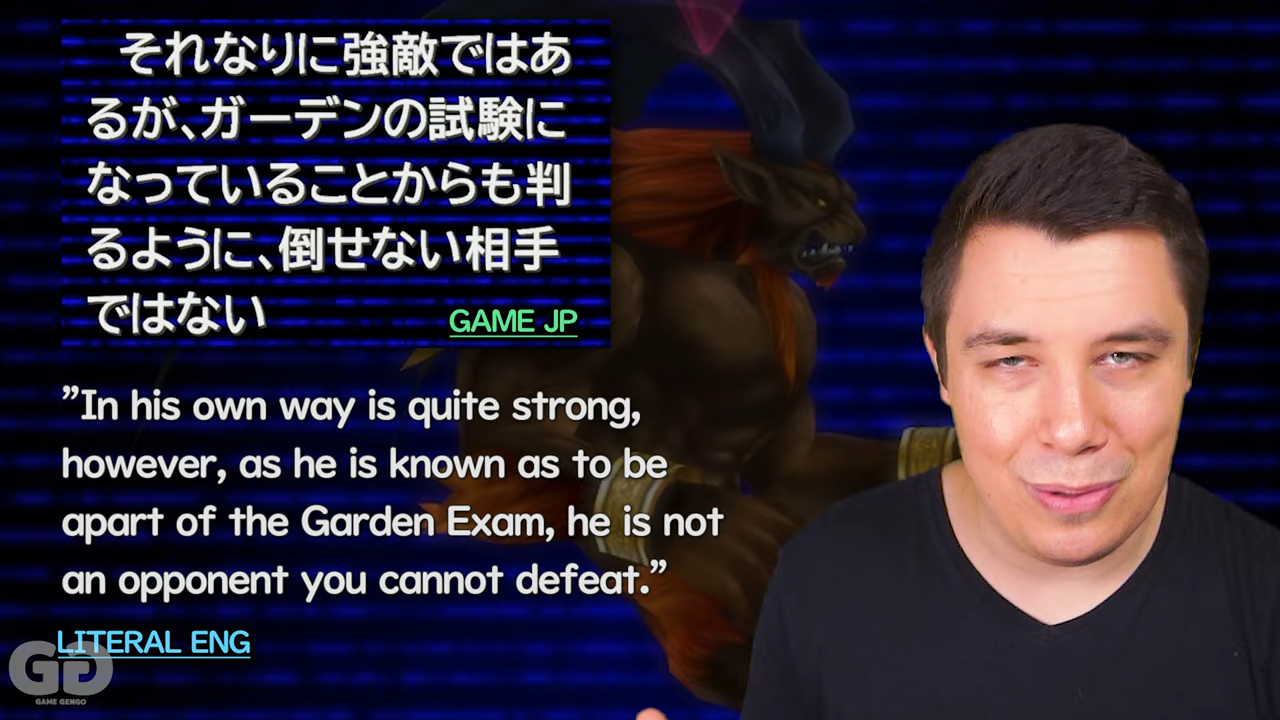 それなりに強敵ではあ
るが、ガーデンの試験に
なっていることからも判
るように、倒せない相手
ではない
GAME JP
”In his own way is quite strong,
however, as he is known as to be
apart of the Garden Exam, he is not
an opponent you cannot defeat.”
LITERAL ENG
GG
GAME GENGO